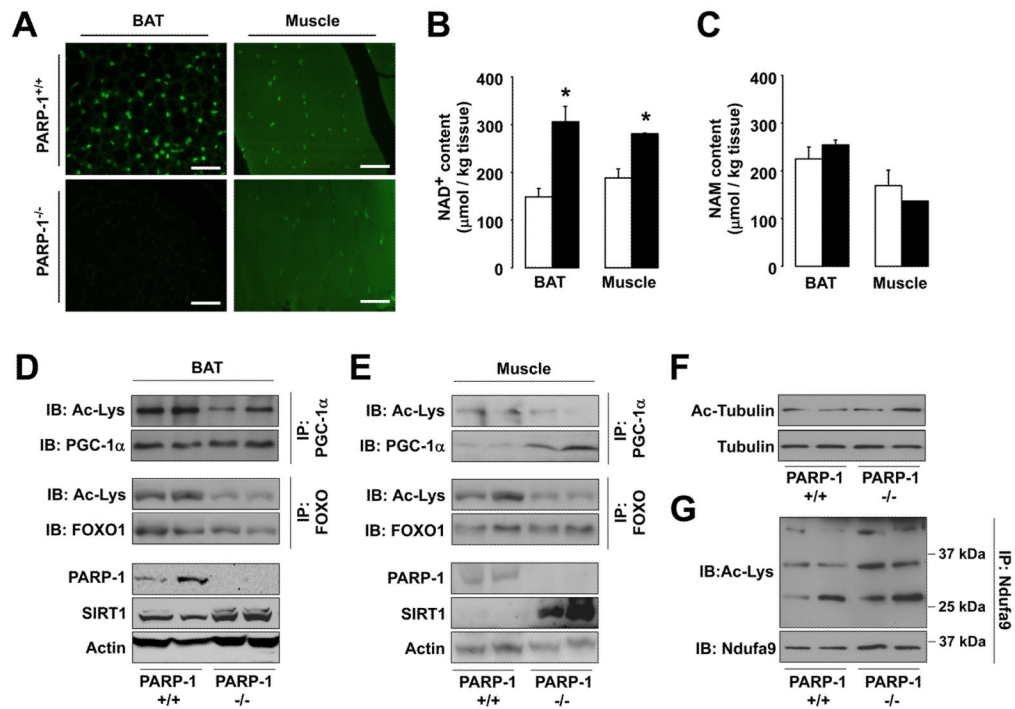 A
BAT
Muscle
PARP-1+/+
PARP-1-/-
B
NAD+ content
(μmol / kg tissue)
400
300
200
100
0
*
*
BAT
Muscle
C
NAM content
(μmol / kg tissue)
400
300
200
100
0
BAT
Muscle
D
BAT
IB: Ac-Lys
IB: PGC-1α
IP:
PGC-1α
IB: Ac-Lys
IB: FOXO1
IP:
FOXO
PARP-1
SIRT1
Actin
PARP-1
+/+
PARP-1
-/-
E
Muscle
IB: Ac-Lys
IB: PGC-1α
IP:
PGC-1α
IB: Ac-Lys
IB: FOXO1
IP:
FOXO
PARP-1
SIRT1
Actin
PARP-1
+/+
PARP-1
-/-
F
Ac-Tubulin
Tubulin
PARP-1
+/+
PARP-1
-/-
G
IB:Ac-Lys
37 kDa
25 kDa
IB: Ndufa9
37 kDa
IP: Ndufa9
PARP-1
+/+
PARP-1
-/-